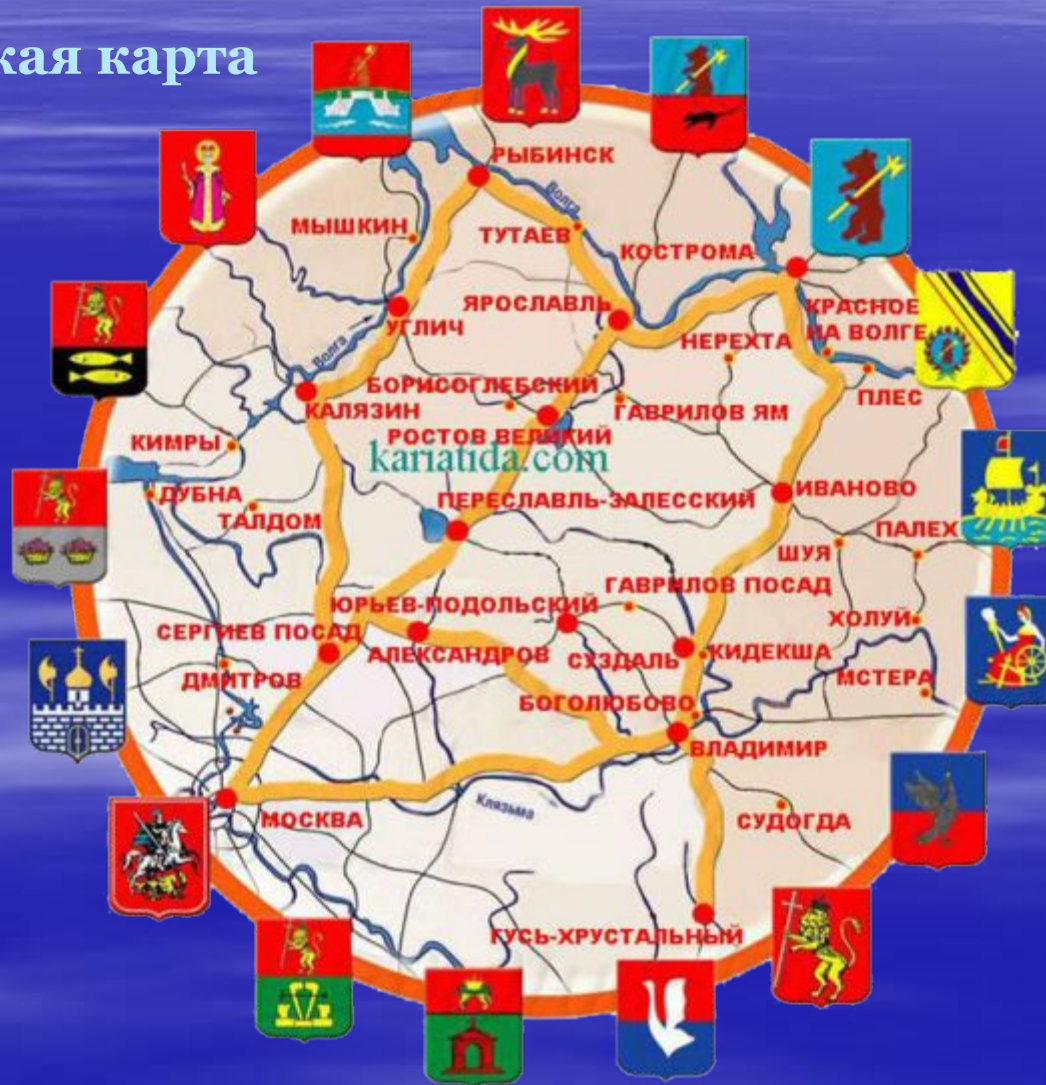 кая карта
РЫБИНСК
Волга
МЫШКИН
ТУТАЕВ
КОСТРОМА
ЯРОСЛАВЛЬ
КРАСНОЕ
НА ВОЛГЕ
УГЛИЧ
НЕРЕХТА
Волга
БОРИСОГЛЕБСКИЙ
ПЛЕС
КАЛЯЗИН
ГАВРИЛОВ ЯМ
КИМРЫ
РОСТОВ ВЕЛИКИЙ
kariatida.com
ДУБНА
ПЕРЕСЛАВЛЬ-ЗАЛЕССКИЙ
ИВАНОВО
ТАЛДОМ
ПАЛЕХ
ШУЯ
ГАВРИЛОВ ПОСАД
ЮРЬЕВ-ПОДОЛЬСКИЙ
ХОЛУЙ
СЕРГИЕВ ПОСАД
АЛЕКСАНДРОВ
СУЗДАЛЬ
КИДЕКША
ДМИТРОВ
МСТЕРА
БОГОЛЮБОВО
ВЛАДИМИР
Клязьма
МОСКВА
СУДОГДА
ГУСЬ-ХРУСТАЛЬНЫЙ